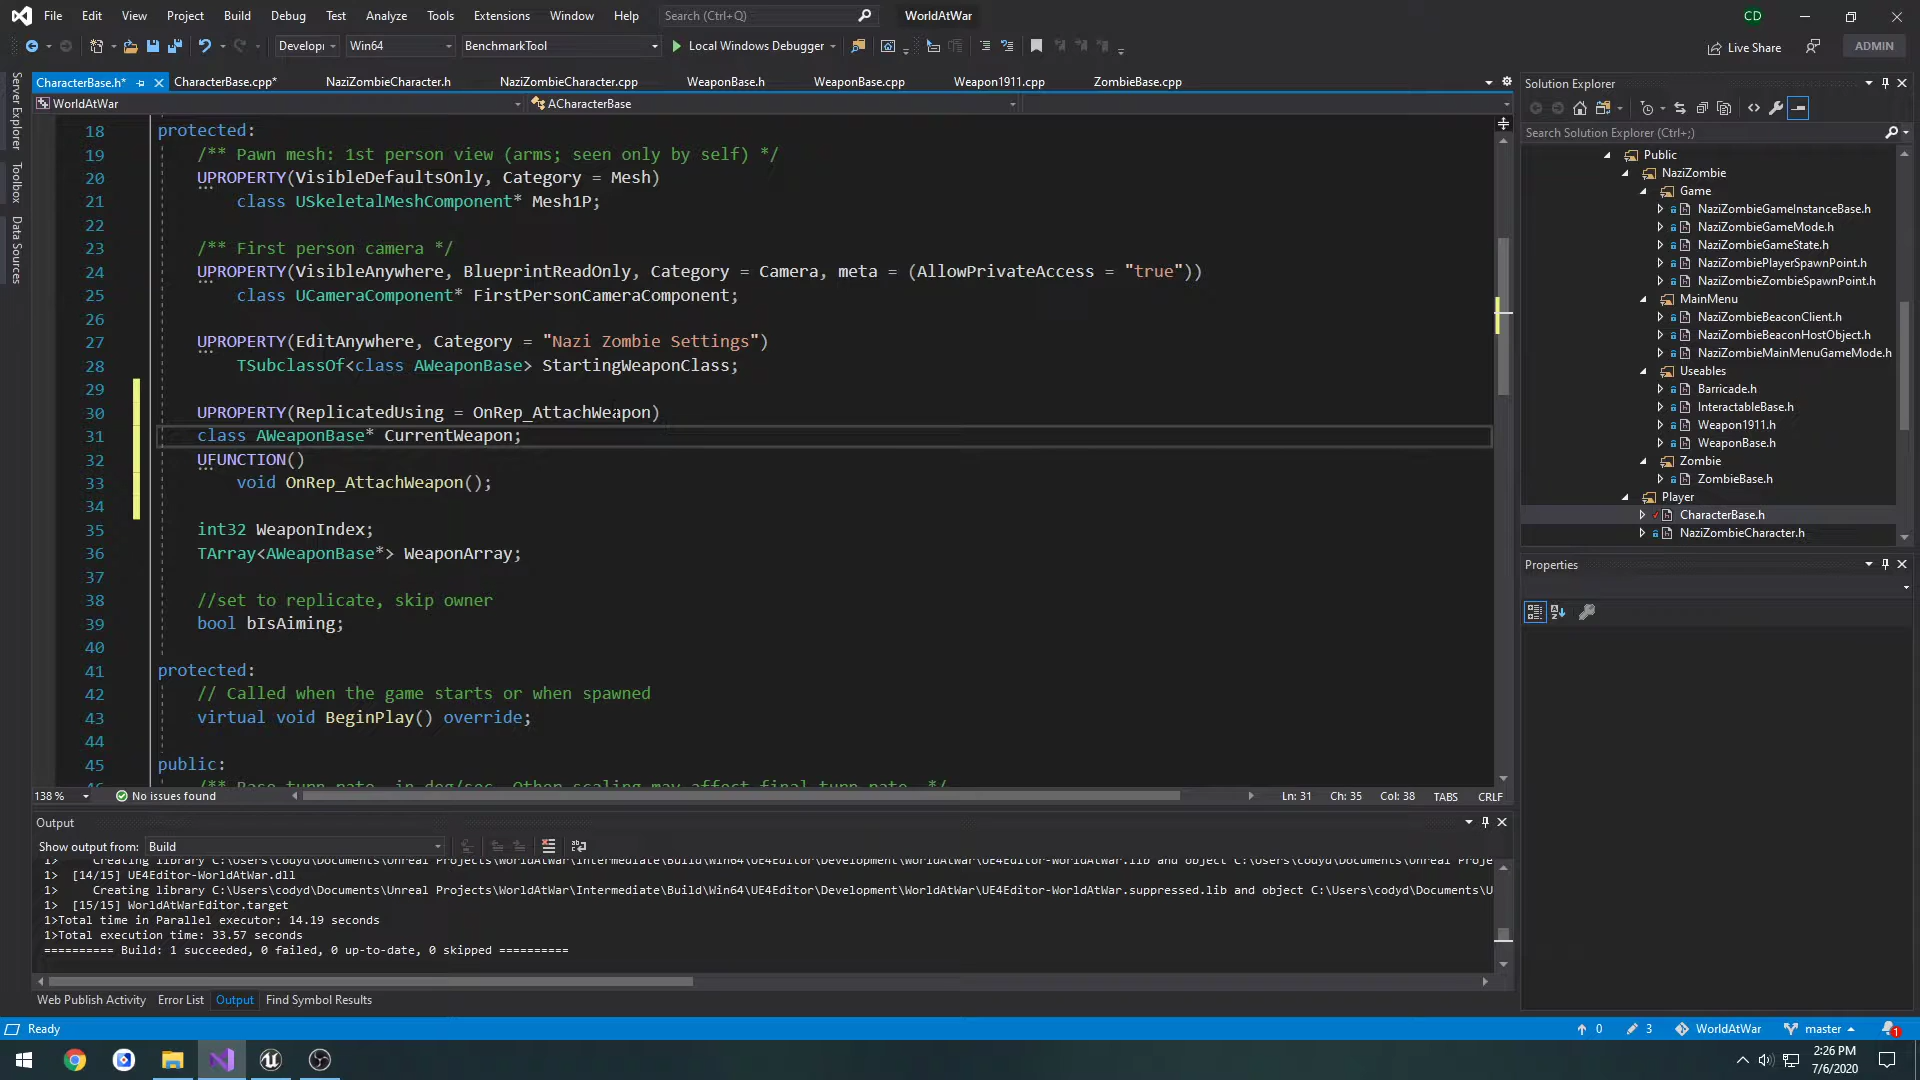 File Edit View Project Build Debug Test Analyze Tools Extensions Window Help Search (Ctrl+Q) WorldAtWar CD
Develop Win64 BenchmarkTool Local Windows Debugger Live Share ADMIN
CharacterBase.h* CharacterBase.cpp* NaziZombieCharacter.h NaziZombieCharacter.cpp WeaponBase.h WeaponBase.cpp Weapon1911.cpp ZombieBase.cpp
WorldAtWar ACharacterBase
Server Explorer
Toolbox
Data Sources
18 protected:
19 /** Pawn mesh: 1st person view (arms; seen only by self) */
20 UPROPERTY(VisibleDefaultsOnly, Category = Mesh)
21 class USkeletalMeshComponent* Mesh1P;
22
23 /** First person camera */
24 UPROPERTY(VisibleAnywhere, BlueprintReadOnly, Category = Camera, meta = (AllowPrivateAccess = "true"))
25 class UCameraComponent* FirstPersonCameraComponent;
26
27 UPROPERTY(EditAnywhere, Category = "Nazi Zombie Settings")
28 TSubclassOf<class AWeaponBase> StartingWeaponClass;
29
30 UPROPERTY(ReplicatedUsing = OnRep_AttachWeapon)
31 class AWeaponBase* CurrentWeapon;
32 UFUNCTION()
33 void OnRep_AttachWeapon();
34
35 int32 WeaponIndex;
36 TArray<AWeaponBase*> WeaponArray;
37
38 //set to replicate, skip owner
39 bool bIsAiming;
40
41 protected:
42 // Called when the game starts or when spawned
43 virtual void BeginPlay() override;
44
45 public:
46 /** Base turn rate, in deg/sec. Other scaling may affect final turn rate. */
138 % No issues found Ln: 31 Ch: 35 Col: 38 TABS CRLF
Output
Show output from: Build
1> Creating library C:\Users\codyd\Documents\Unreal Projects\WorldAtWar\Intermediate\Build\Win64\UE4Editor\Development\WorldAtWar\UE4Editor-WorldAtWar.lib and object C:\Users\codyd\Documents\Unreal Proje
1> [14/15] UE4Editor-WorldAtWar.dll
1> Creating library C:\Users\codyd\Documents\Unreal Projects\WorldAtWar\Intermediate\Build\Win64\UE4Editor\Development\WorldAtWar\UE4Editor-WorldAtWar.suppressed.lib and object C:\Users\codyd\Documents\U
1> [15/15] WorldAtWarEditor.target
1>Total time in Parallel executor: 14.19 seconds
1>Total execution time: 33.57 seconds
========== Build: 1 succeeded, 0 failed, 0 up-to-date, 0 skipped ==========
Web Publish Activity Error List Output Find Symbol Results
Solution Explorer
Search Solution Explorer (Ctrl+;)
Public
NaziZombie
Game
NaziZombieGameInstanceBase.h
NaziZombieGameMode.h
NaziZombieGameState.h
NaziZombiePlayerSpawnPoint.h
NaziZombieZombieSpawnPoint.h
MainMenu
NaziZombieBeaconClient.h
NaziZombieBeaconHostObject.h
NaziZombieMainMenuGameMode.h
Useables
Barricade.h
InteractableBase.h
Weapon1911.h
WeaponBase.h
Zombie
ZombieBase.h
Player
CharacterBase.h
NaziZombieCharacter.h
Properties
Ready 0 3 WorldAtWar master 1
2:26 PM
7/6/2020